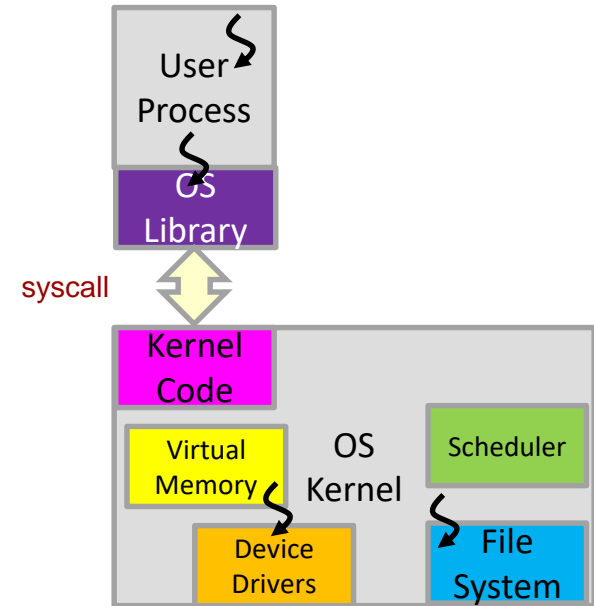 User
Process
OS
Library
syscall
Kernel
Code
Virtual
Memory
OS
Kernel
Scheduler
Device
Drivers
File
System